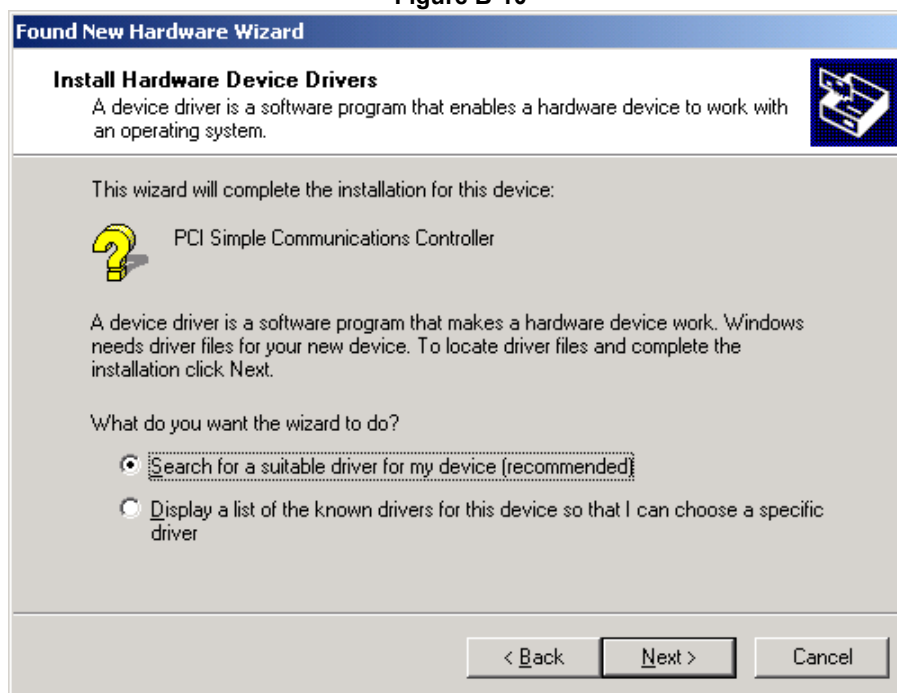 Found New Hardware Wizard
Install Hardware Device Drivers
A device driver is a software program that enables a hardware device to work with
an operating system.
This wizard will complete the installation for this device:
PCI Simple Communications Controller
A device driver is a software program that makes a hardware device work. Windows
needs driver files for your new device. To locate driver files and complete the
installation click Next.
What do you want the wizard to do?
Search for a suitable driver for my device (recommended)
Display a list of the known drivers for this device so that I can choose a specific
driver
< Back
Next >
Cancel